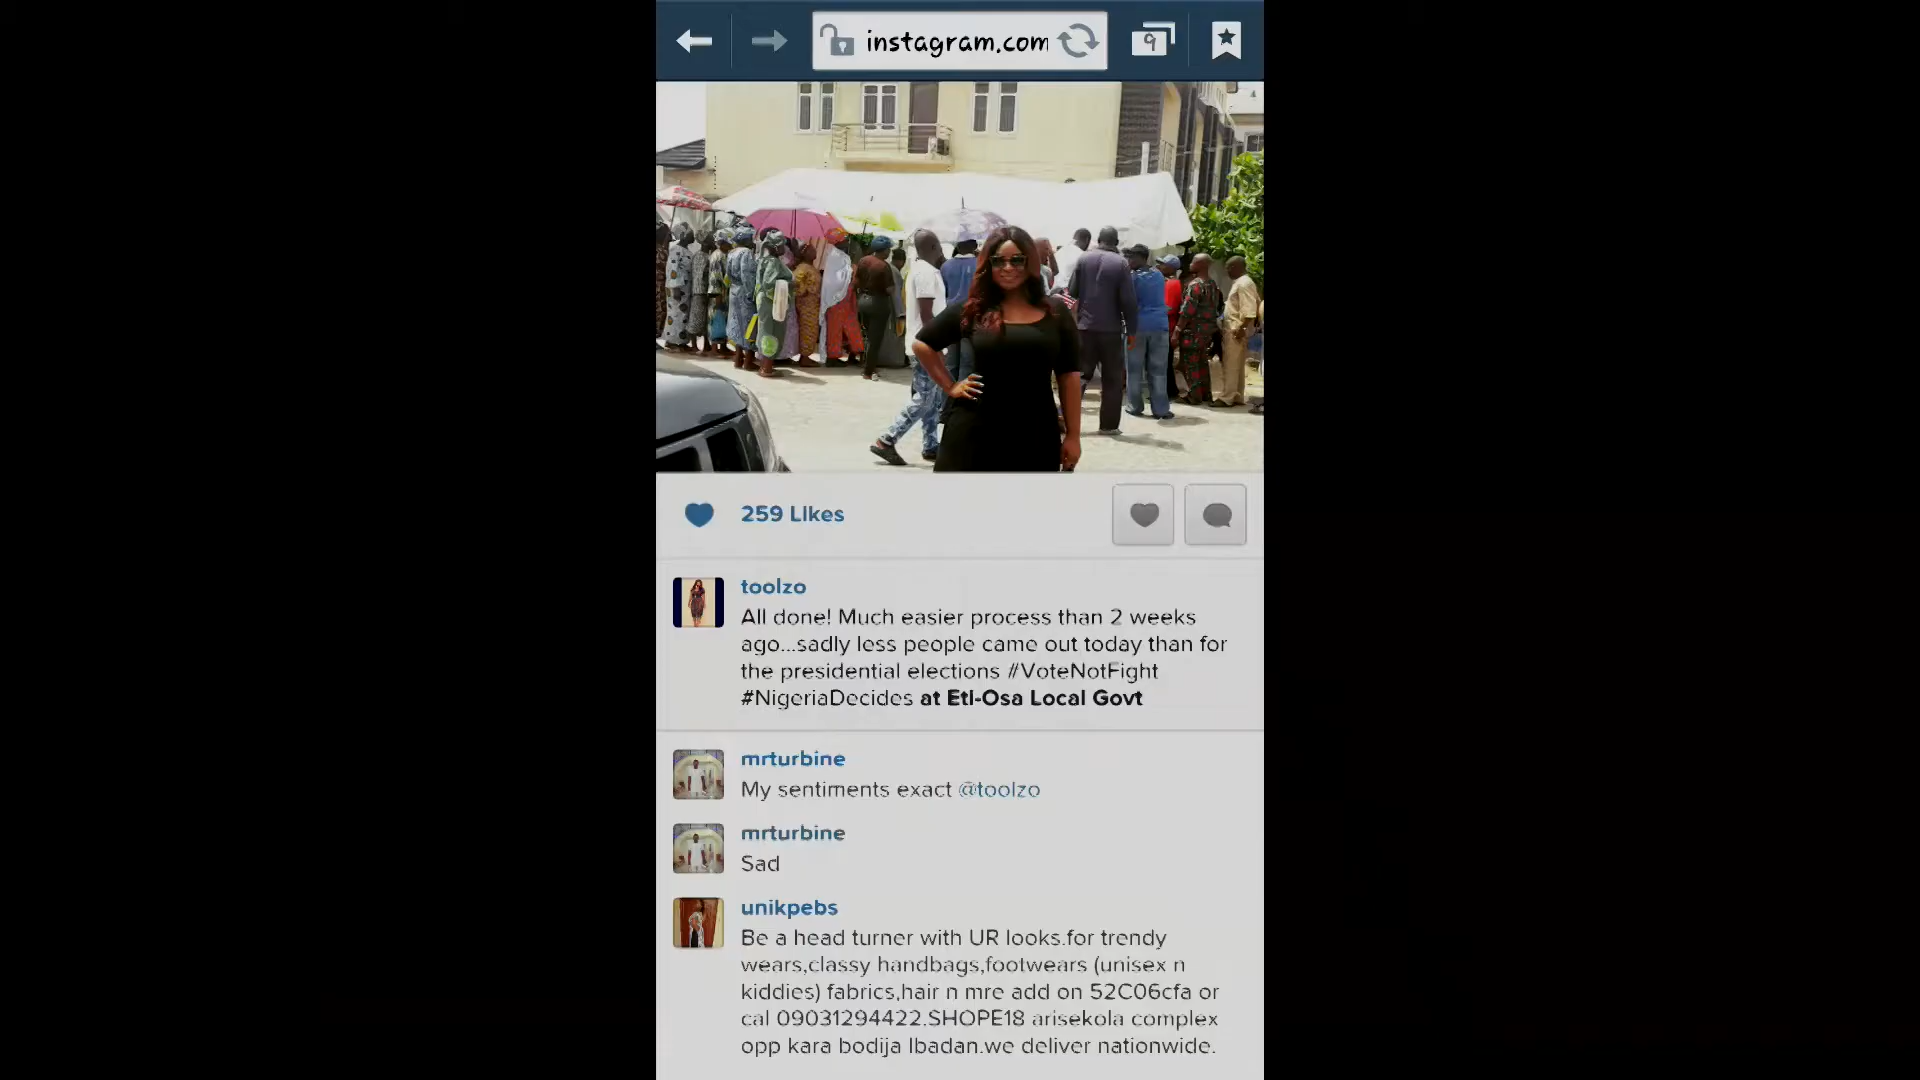 instagram.com
9
259 Likes
toolzo
All done! Much easier process than 2 weeks
ago...sadly less people came out today than for
the presidential elections #VoteNotFight
#NigeriaDecides at Eti-Osa Local Govt
mrturbine
My sentiments exact @toolzo
mrturbine
Sad
unikpebs
Be a head turner with UR looks.for trendy
wears,classy handbags,footwears (unisex n
kiddies) fabrics,hair n mre add on 52C06cfa or
cal 09031294422.SHOPE18 arisekola complex
opp kara bodija Ibadan.we deliver nationwide.